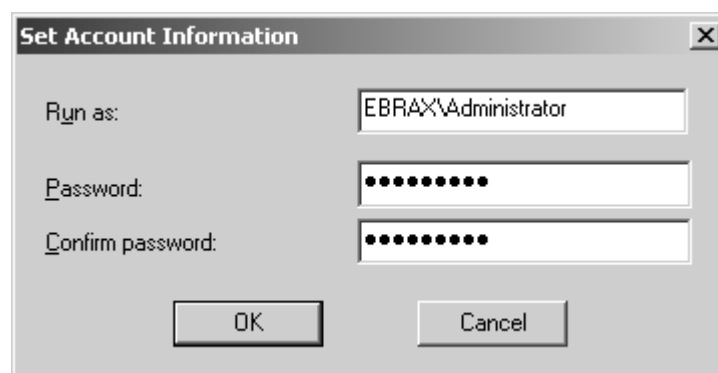 Set Account Information
Run as:
EBRAX\Administrator
Password:
●●●●●●●●●
Confirm password:
●●●●●●●●●
OK
Cancel